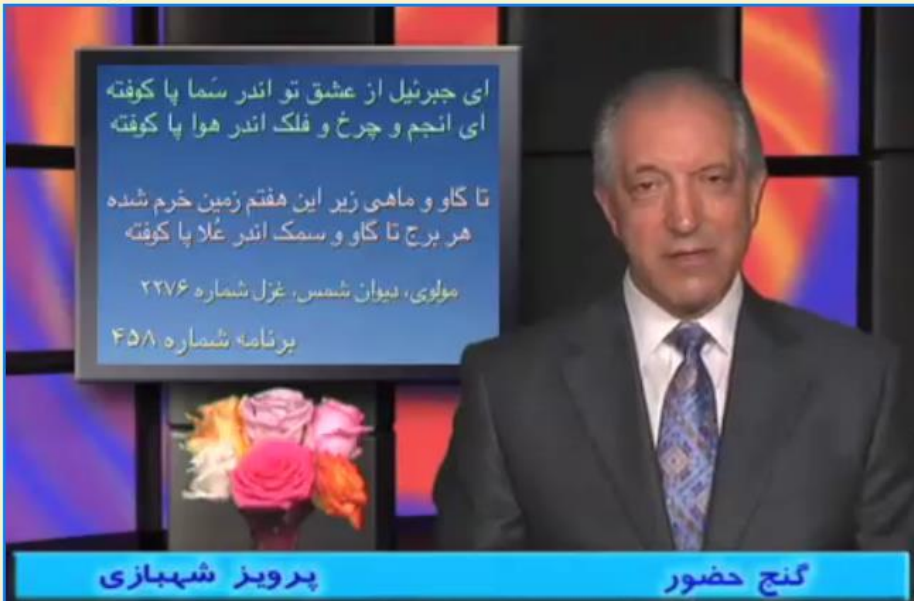 ای جبرئیل از عشق تو اندر سَما پا کوفته
ای انجم و چرخ و فلک اندر هوا پا کوفته
تا گاو و ماهی زیر این هفتم زمین خرم شده
هر برج تا گاو و سمک اندر عُلا پا کوفته
مولوی، دیوان شمس، غزل شماره ۲۲۷۶
برنامه شماره ۴۵۸
گنج حضور
پرویز شهبازی